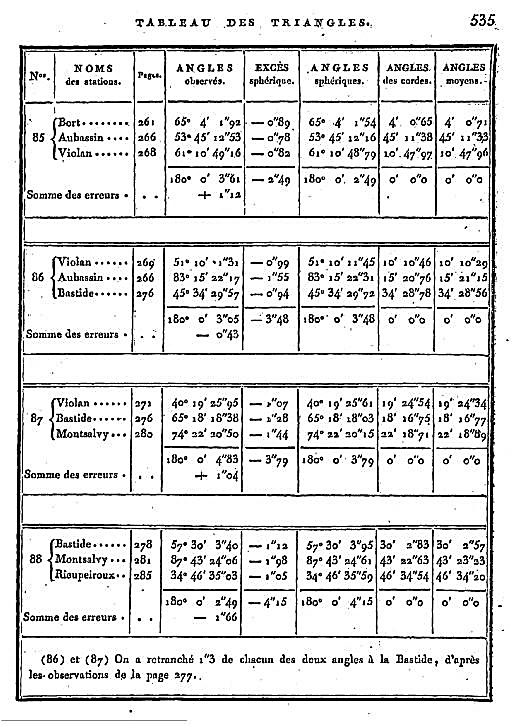 TABLEAU DES TRIANGLES. 535
Nos. NOMS des stations. Pages. ANGLES observés. EXCÈS sphérique. ANGLES sphériques. ANGLES des cordes. ANGLES moyens.
85 Bort 261 65° 4' 1"92 — 0"89 65° 4' 1"54 4' 0"65 4' 0"71
Aubassin 266 53° 45' 12"53 — 0"78 53° 45' 12"16 45' 11"38 45' 11"33
Violan 268 61° 10' 49"16 — 0"82 61° 10' 48"79 10' 47"97 10' 47"96
180° 0' 3"61 — 2"49 180° 0' 2"49 0' 0"0 0' 0"0
Somme des erreurs . . . + 1"12
86 Violan 269 51° 10' 11"31 — 0"99 51° 10' 11"45 10' 10"46 10' 10"29
Aubassin 266 83° 15' 22"17 — 1"55 83° 15' 22"31 15' 20"76 15' 21"15
Bastide 276 45° 34' 29"57 — 0"94 45° 34' 29"72 34' 28"78 34' 28"56
180° 0' 3"05 — 3"48 180° 0' 3"48 0' 0"0 0' 0"0
Somme des erreurs . . . — 0"43
87 Violan 271 40° 19' 25"95 — 1"07 40° 19' 25"61 19' 24"54 19' 24"34
Bastide 276 65° 18' 18"38 — 1"28 65° 18' 18"03 18' 16"75 18' 16"77
Montsalvy 280 74° 22' 20"50 — 1"44 74° 22' 20"15 22' 18"71 22' 18"89
180° 0' 4"83 — 3"79 180° 0' 3"79 0' 0"0 0' 0"0
Somme des erreurs . . . + 1"04
88 Bastide 278 57° 30' 3"40 — 1"12 57° 30' 3"95 30' 2"83 30' 2"57
Montsalvy 281 87° 43' 24"06 — 1"98 87° 43' 24"61 43' 22"63 43' 23"23
Rieupeiroux 285 34° 46' 35"03 — 1"05 34° 46' 35"59 46' 34"54 46' 34"20
180° 0' 2"49 — 4"15 180° 0' 4"15 0' 0"0 0' 0"0
Somme des erreurs . . . — 1"66
(86) et (87) On a retranché 1"3 de chacun des deux angles à la Bastide, d'après
les observations de la page 277.